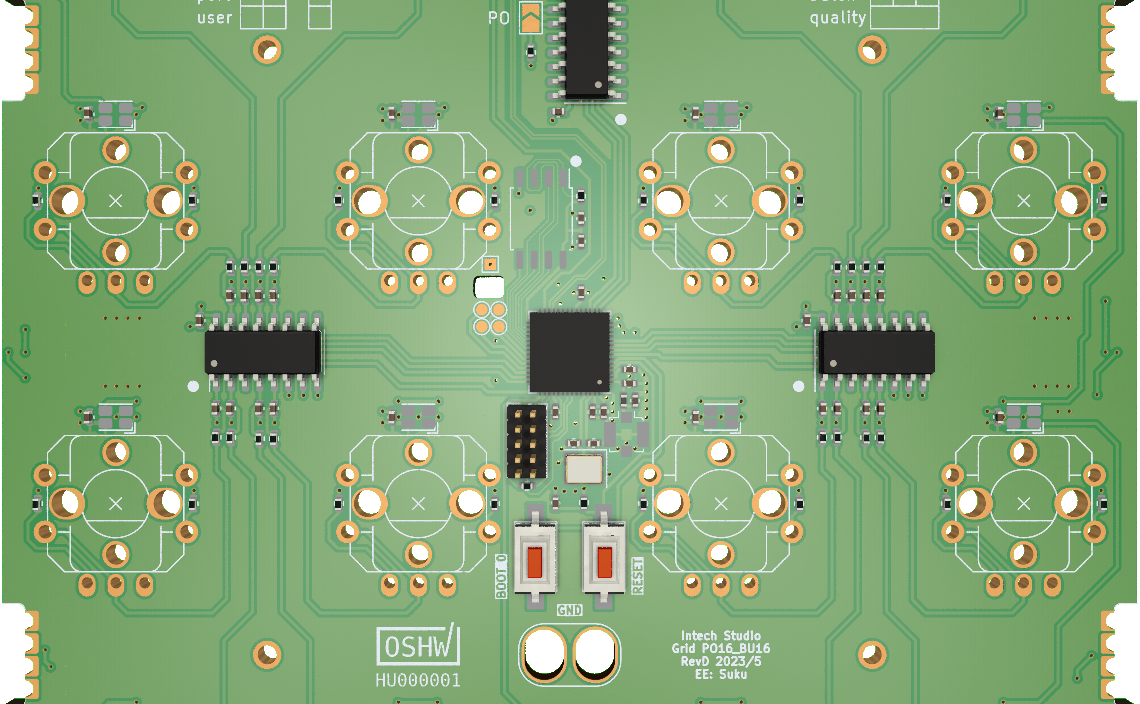 user
PO
quality
BOOT 0
RESET
GND
OSHW
HU000001
Intech Studio
Grid PO16_BU16
RevD 2023/5
EE: Suku